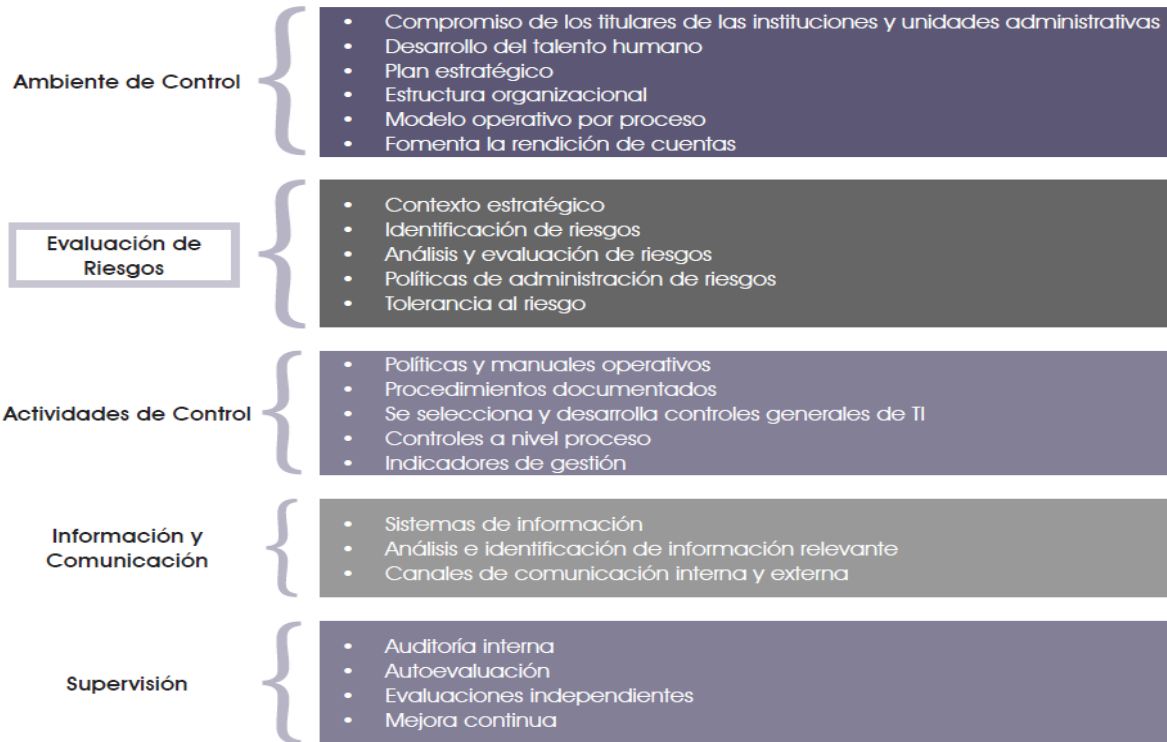 Ambiente de Control
• Compromiso de los titulares de las instituciones y unidades administrativas
• Desarrollo del talento humano
• Plan estratégico
• Estructura organizacional
• Modelo operativo por proceso
• Fomenta la rendición de cuentas
Evaluación de
Riesgos
• Contexto estratégico
• Identificación de riesgos
• Análisis y evaluación de riesgos
• Políticas de administración de riesgos
• Tolerancia al riesgo
Actividades de Control
• Políticas y manuales operativos
• Procedimientos documentados
• Se selecciona y desarrolla controles generales de TI
• Controles a nivel proceso
• Indicadores de gestión
Información y
Comunicación
• Sistemas de información
• Análisis e identificación de información relevante
• Canales de comunicación interna y externa
Supervisión
• Auditoría interna
• Autoevaluación
• Evaluaciones independientes
• Mejora continua